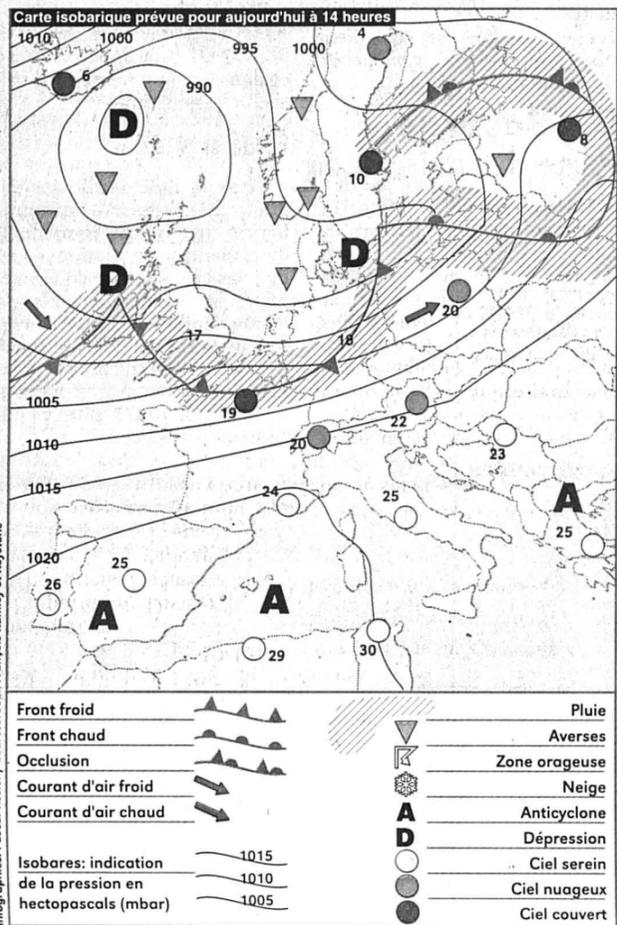 Carte isobarique prévue pour aujourd'hui à 14 heures
1010 1000 995 1000 4
6
990
D
8
10
D
D
20
17
18
1005
19
22
1010
20
23
1015
24
25
A
25
1020
25
26
A
A
29
30
Front froid
Front chaud
Occlusion
Courant d'air froid
Courant d'air chaud
Isobares: indication
de la pression en
hectopascals (mbar)
1015
1010
1005
Pluie
Averses
Zone orageuse
Neige
A Anticyclone
D Dépression
Ciel serein
Ciel nuageux
Ciel couvert